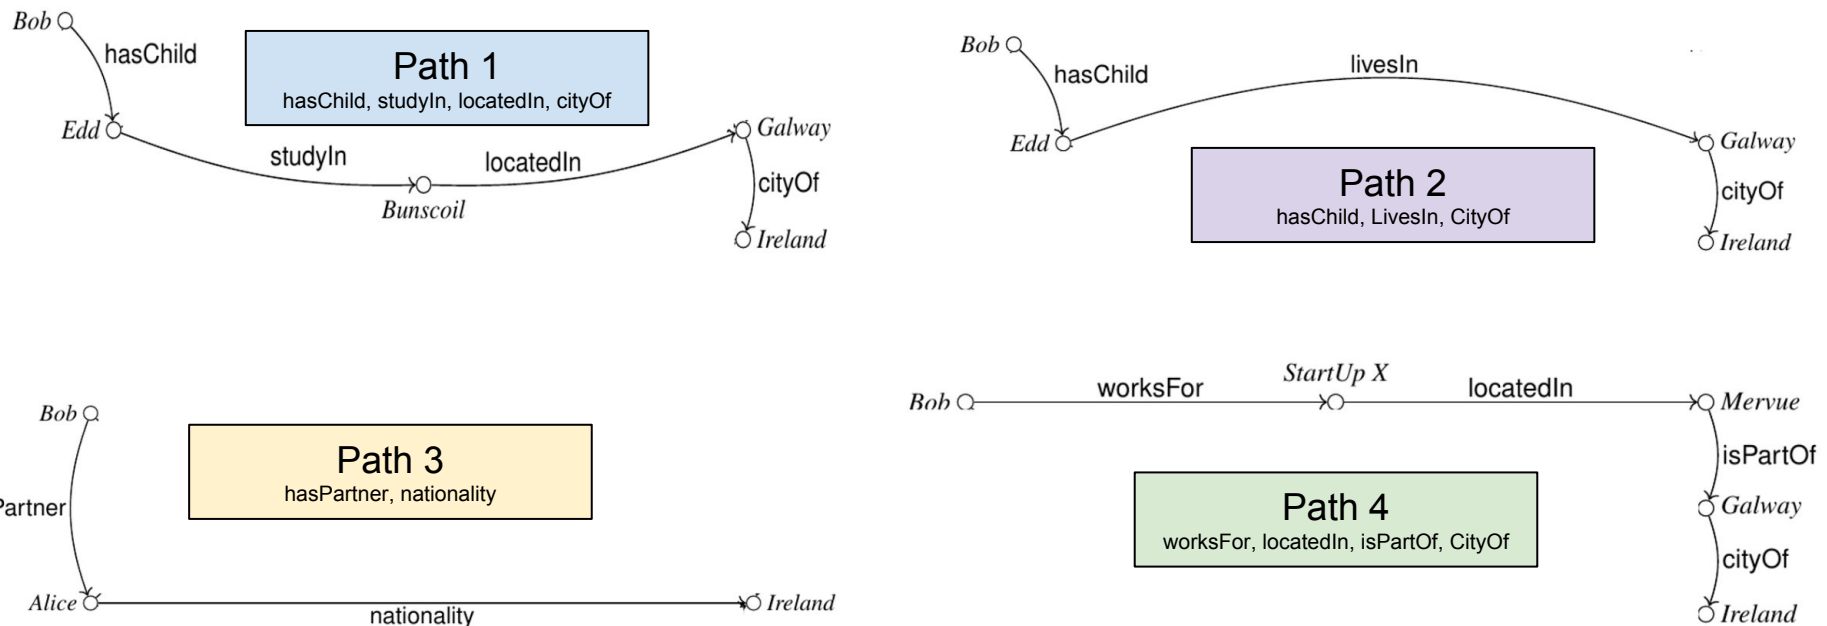 Bob
hasChild
Path 1
hasChild, studyIn, locatedIn, cityOf
Edd
studyIn
locatedIn
Galway
cityOf
Bunscoil
Ireland
Bob
hasChild
livesIn
Edd
Galway
Path 2
hasChild, LivesIn, CityOf
cityOf
Ireland
Bob
Path 3
hasPartner, nationality
Partner
Alice
nationality
Ireland
Bob
worksFor
StartUp X
locatedIn
Mervue
isPartOf
Path 4
worksFor, locatedIn, isPartOf, CityOf
Galway
cityOf
Ireland